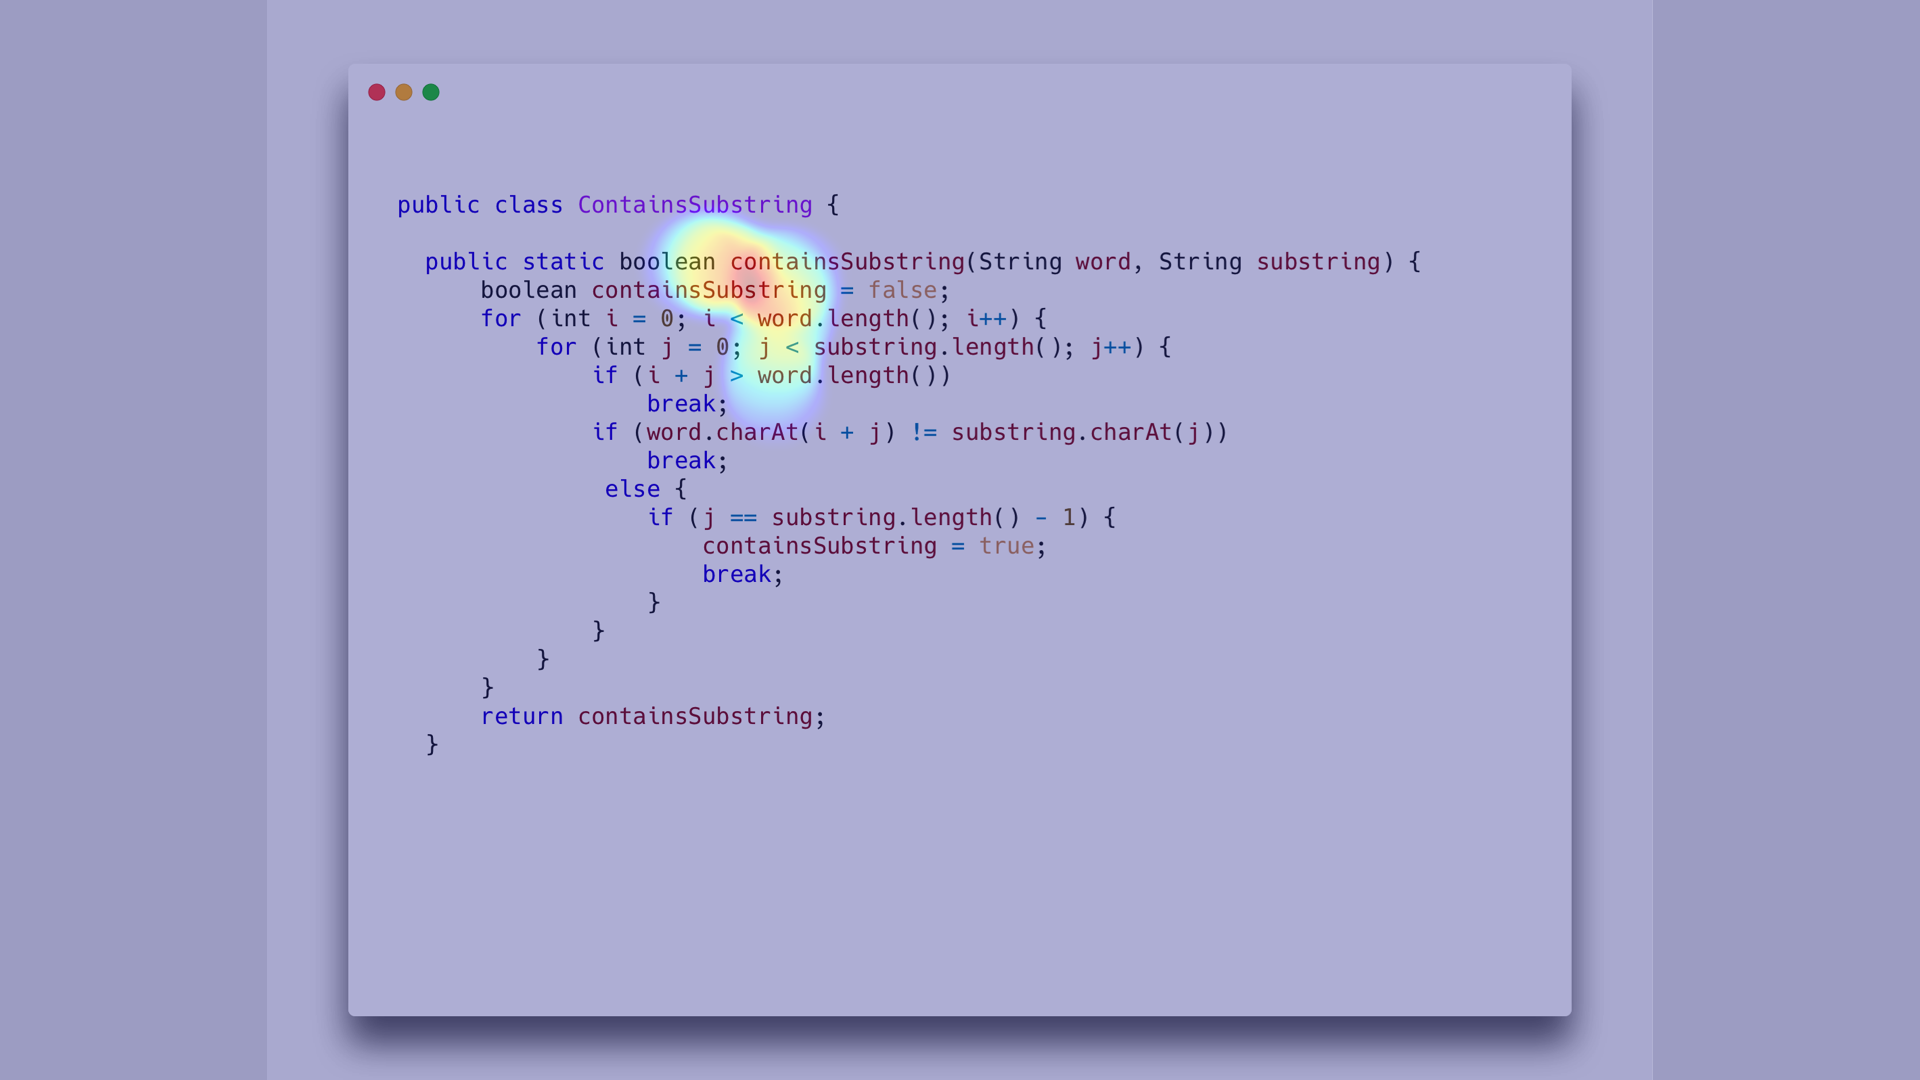 public class ContainsSubstring {
public static boolean containsSubstring(String word, String substring) {
boolean containsSubstring = false;
for (int i = 0; i < word.length(); i++) {
for (int j = 0; j < substring.length(); j++) {
if (i + j > word.length())
break;
if (word.charAt(i + j) != substring.charAt(j))
break;
else {
if (j == substring.length() - 1) {
containsSubstring = true;
break;
}
}
}
}
return containsSubstring;
}